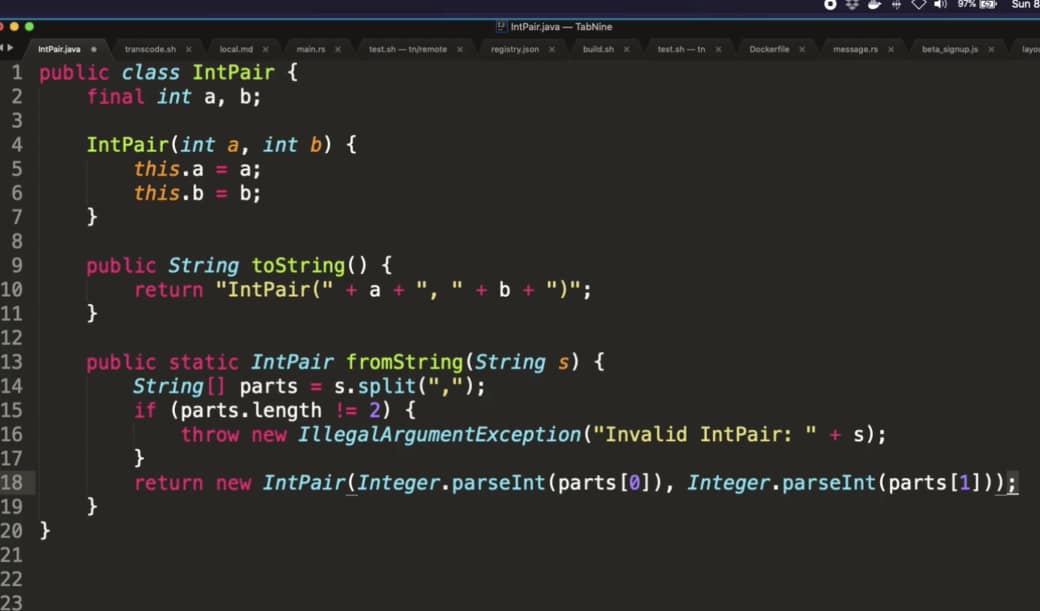 97% Sun 8
IntPair.java — TabNine
IntPair.java transcode.sh × local.md × main.rs × test.sh — tn/remote × registry.json × build.sh × test.sh — tn × Dockerfile × message.rs × beta_signup.js × layou
1 public class IntPair {
2 final int a, b;
3
4 IntPair(int a, int b) {
5 this.a = a;
6 this.b = b;
7 }
8
9 public String toString() {
10 return "IntPair(" + a + ", " + b + ")";
11 }
12
13 public static IntPair fromString(String s) {
14 String[] parts = s.split(",");
15 if (parts.length != 2) {
16 throw new IllegalArgumentException("Invalid IntPair: " + s);
17 }
18 return new IntPair(Integer.parseInt(parts[0]), Integer.parseInt(parts[1]));
19 }
20 }
21
22
23